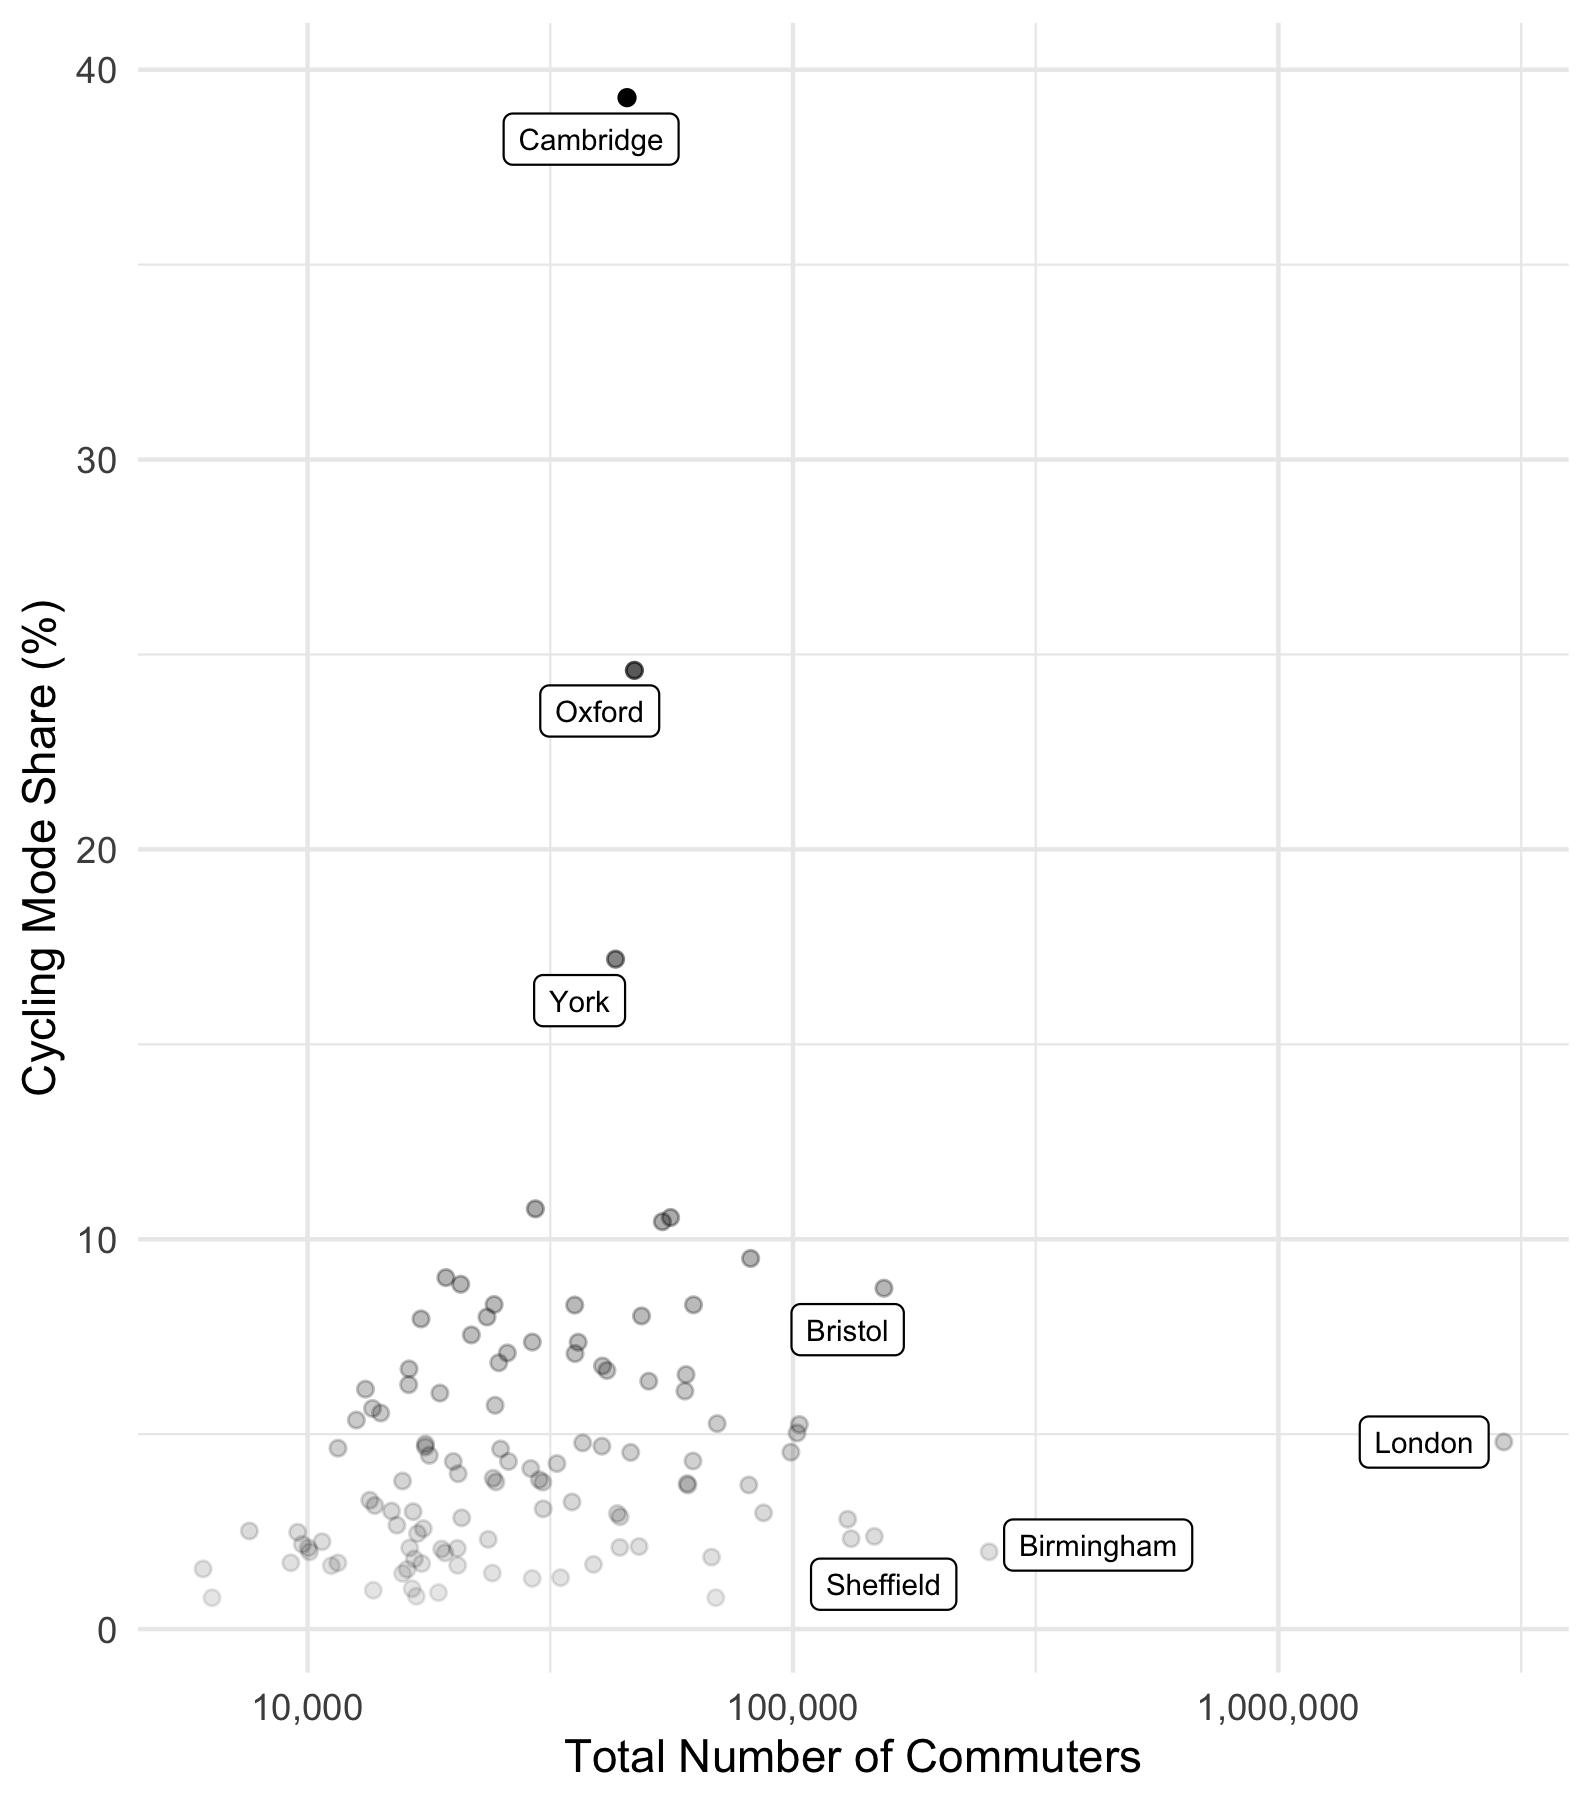 40
Cambridge
30
Cycling Mode Share (%)
Oxford
20
York
10
Bristol
London
Birmingham
Sheffield
0
10,000
100,000
1,000,000
Total Number of Commuters